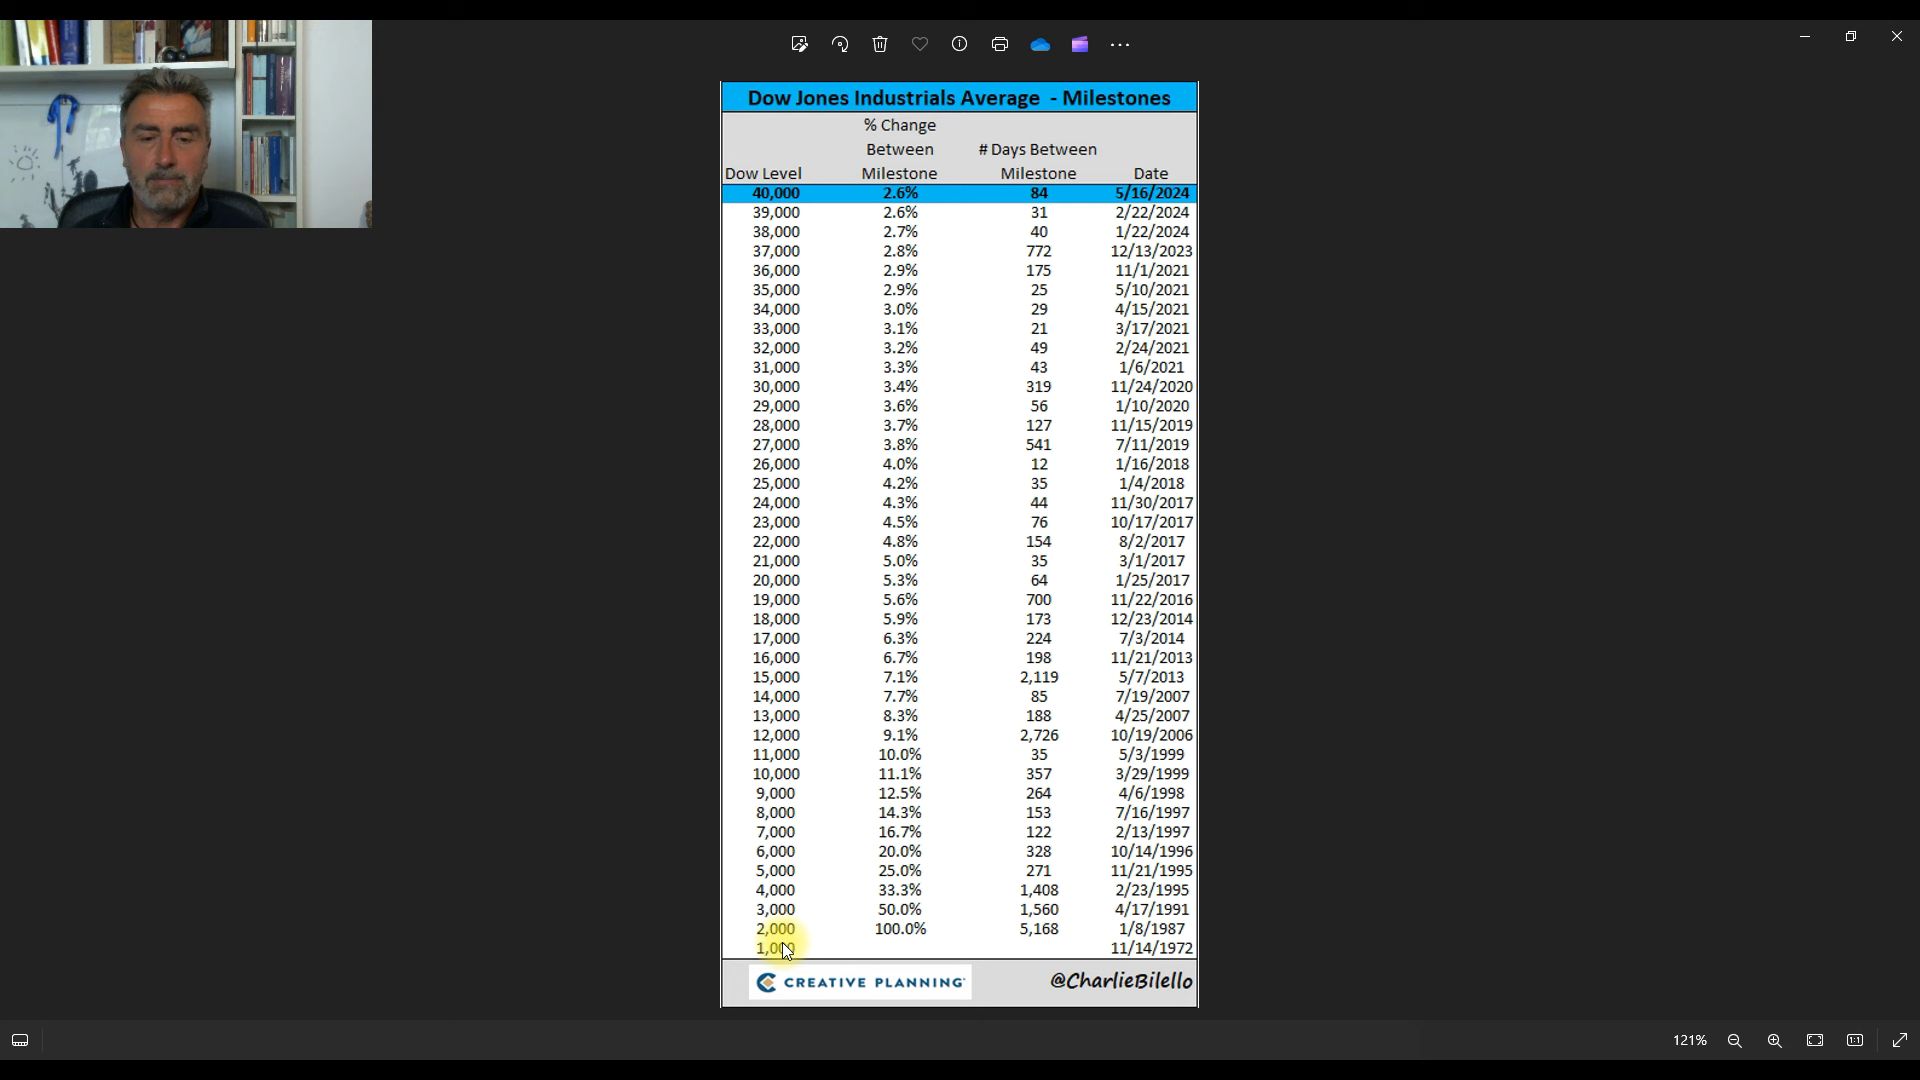 Dow Jones Industrials Average - Milestones
% Change
Between # Days Between
Dow Level Milestone Milestone Date
40,000 2.6% 84 5/16/2024
39,000 2.6% 31 2/22/2024
38,000 2.7% 40 1/22/2024
37,000 2.8% 772 12/13/2023
36,000 2.9% 175 11/1/2021
35,000 2.9% 25 5/10/2021
34,000 3.0% 29 4/15/2021
33,000 3.1% 21 3/17/2021
32,000 3.2% 49 2/24/2021
31,000 3.3% 43 1/6/2021
30,000 3.4% 319 11/24/2020
29,000 3.6% 56 1/10/2020
28,000 3.7% 127 11/15/2019
27,000 3.8% 541 7/11/2019
26,000 4.0% 12 1/16/2018
25,000 4.2% 35 1/4/2018
24,000 4.3% 44 11/30/2017
23,000 4.5% 76 10/17/2017
22,000 4.8% 154 8/2/2017
21,000 5.0% 35 3/1/2017
20,000 5.3% 64 1/25/2017
19,000 5.6% 700 11/22/2016
18,000 5.9% 173 12/23/2014
17,000 6.3% 224 7/3/2014
16,000 6.7% 198 11/21/2013
15,000 7.1% 2,119 5/7/2013
14,000 7.7% 85 7/19/2007
13,000 8.3% 188 4/25/2007
12,000 9.1% 2,726 10/19/2006
11,000 10.0% 35 5/3/1999
10,000 11.1% 357 3/29/1999
9,000 12.5% 264 4/6/1998
8,000 14.3% 153 7/16/1997
7,000 16.7% 122 2/13/1997
6,000 20.0% 328 10/14/1996
5,000 25.0% 271 11/21/1995
4,000 33.3% 1,408 2/23/1995
3,000 50.0% 1,560 4/17/1991
2,000 100.0% 5,168 1/8/1987
1,000 11/14/1972
CREATIVE PLANNING @CharlieBilello
121% 1:1